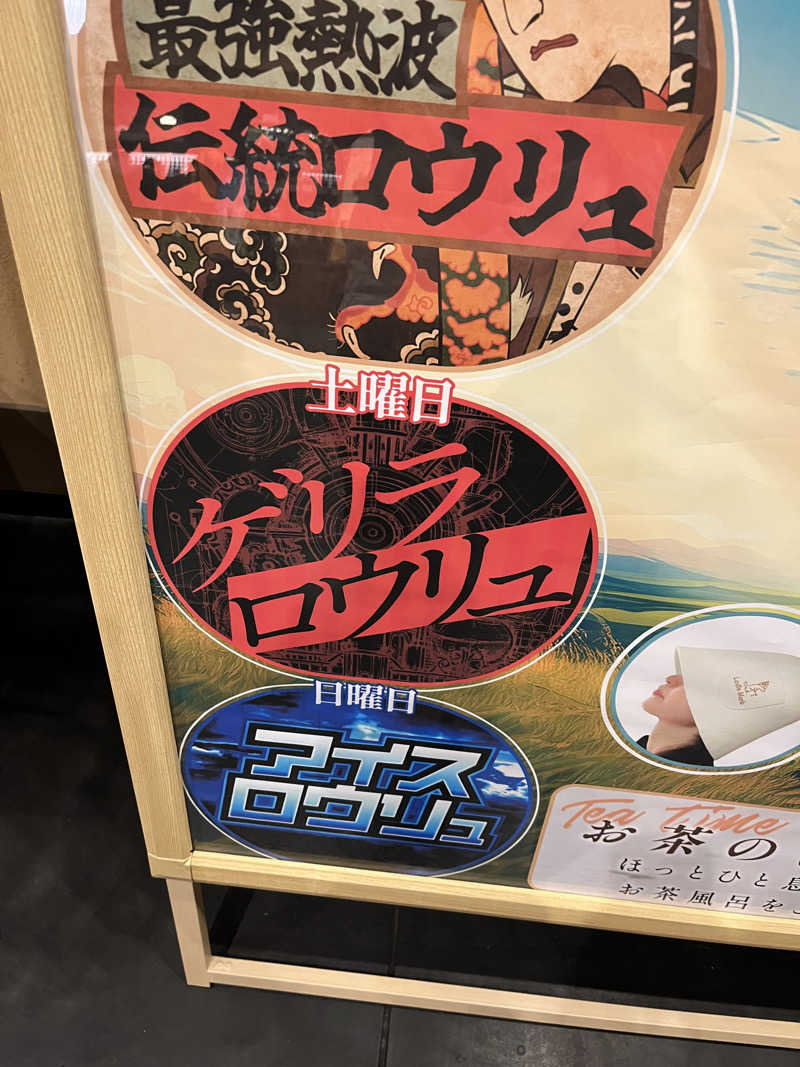 最強熱波
伝統ロウリュ
土曜日
ゲリラ
ロウリュ
日曜日
アイス
ロウリュ
Tea Time
お茶の
ほっとひと息
お茶風呂を